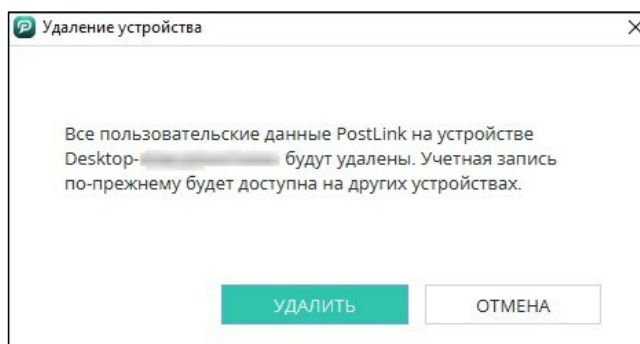 Удаление устройства
Все пользовательские данные PostLink на устройстве
Desktop- будут удалены. Учетная запись
по-прежнему будет доступна на других устройствах.
УДАЛИТЬ ОТМЕНА